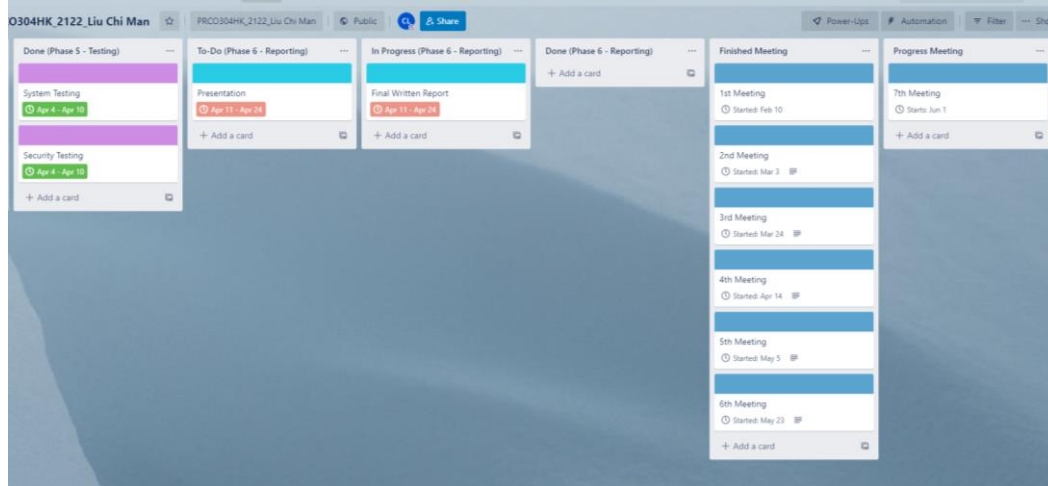 O304HK_2122_Liu Chi Man
PRCO304HK_2122_Liu Chi Man
Public
CL
Share
Power-Ups
Automation
Filter
Sho
Done (Phase 5 - Testing)
System Testing
Apr 4 - Apr 10
Security Testing
Apr 4 - Apr 10
+ Add a card
To-Do (Phase 6 - Reporting)
Presentation
Apr 11 - Apr 24
+ Add a card
In Progress (Phase 6 - Reporting)
Final Written Report
Apr 11 - Apr 24
+ Add a card
Done (Phase 6 - Reporting)
+ Add a card
Finished Meeting
1st Meeting
Started: Feb 10
2nd Meeting
Started: Mar 3
3rd Meeting
Started: Mar 24
4th Meeting
Started: Apr 14
5th Meeting
Started: May 5
6th Meeting
Started: May 23
+ Add a card
Progress Meeting
7th Meeting
Starts: Jun 1
+ Add a card